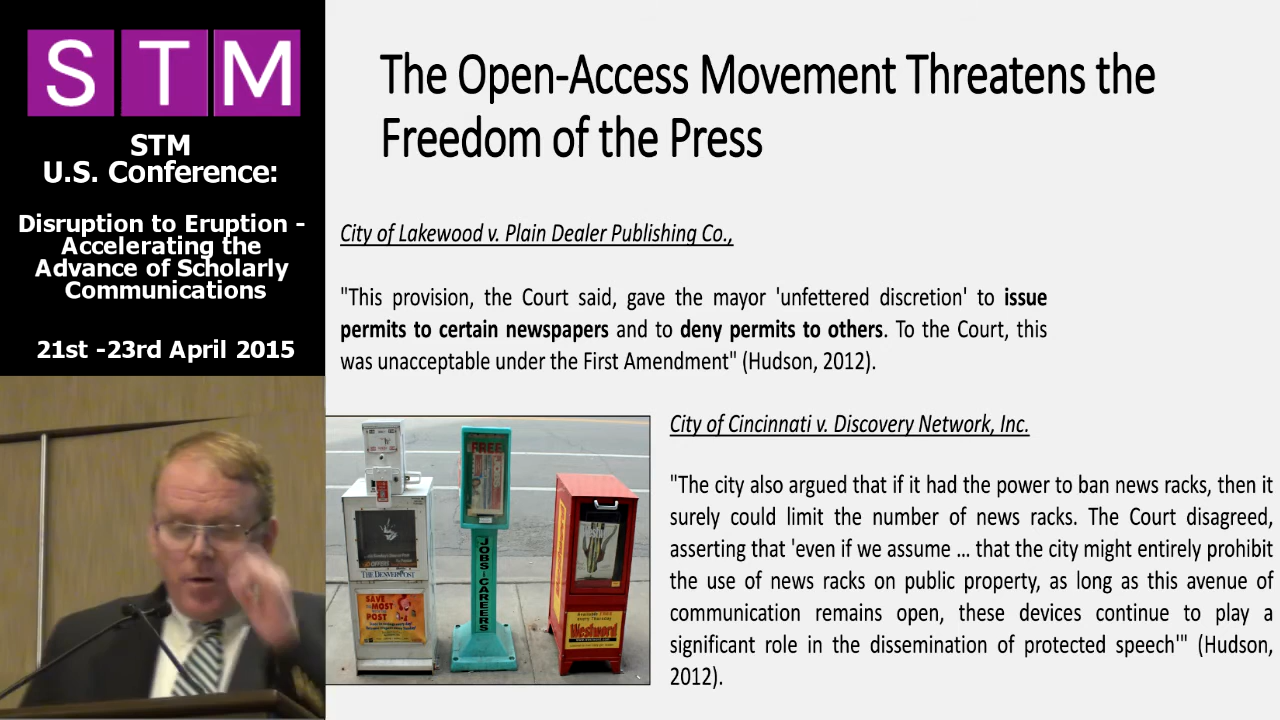 STM
STM
U.S. Conference:
Disruption to Eruption -
Accelerating the
Advance of Scholarly
Communications
21st -23rd April 2015
The Open-Access Movement Threatens the
Freedom of the Press
City of Lakewood v. Plain Dealer Publishing Co.,
"This provision, the Court said, gave the mayor 'unfettered discretion' to issue
permits to certain newspapers and to deny permits to others. To the Court, this
was unacceptable under the First Amendment" (Hudson, 2012).
City of Cincinnati v. Discovery Network, Inc.
"The city also argued that if it had the power to ban news racks, then it
surely could limit the number of news racks. The Court disagreed,
asserting that 'even if we assume ... that the city might entirely prohibit
the use of news racks on public property, as long as this avenue of
communication remains open, these devices continue to play a
significant role in the dissemination of protected speech'" (Hudson,
2012).
THE DENVER POST
SAVE
MOST
POST
FREE
JOBS & CAREERS
Westword